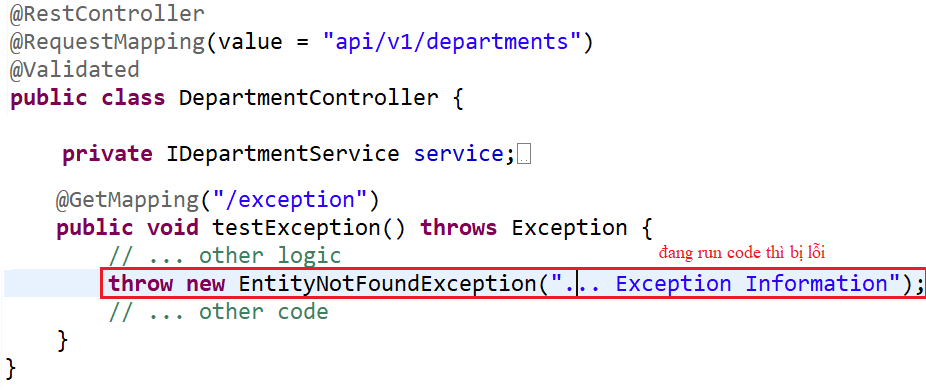 @RestController
@RequestMapping(value = "api/v1/departments")
@Validated
public class DepartmentController {
private IDepartmentService service;
@GetMapping("/exception")
public void testException() throws Exception {
// ... other logic
đang run code thì bị lỗi
throw new EntityNotFoundException("... Exception Information");
// ... other code
}
}